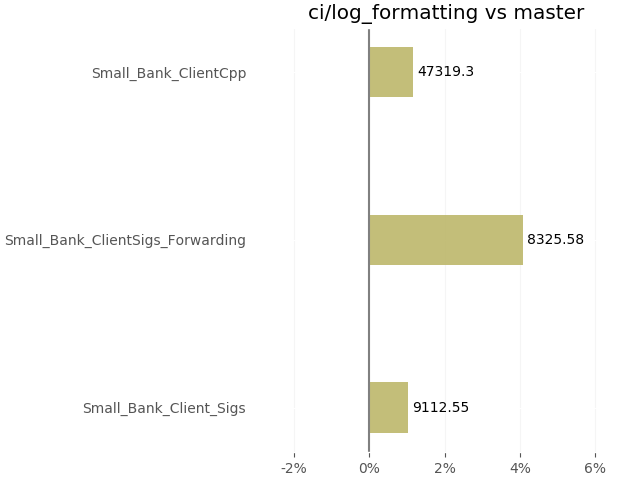 ci/log_formatting vs master
Small_Bank_ClientCpp
47319.3
Small_Bank_ClientSigs_Forwarding
8325.58
Small_Bank_Client_Sigs
9112.55
-2%
0%
2%
4%
6%